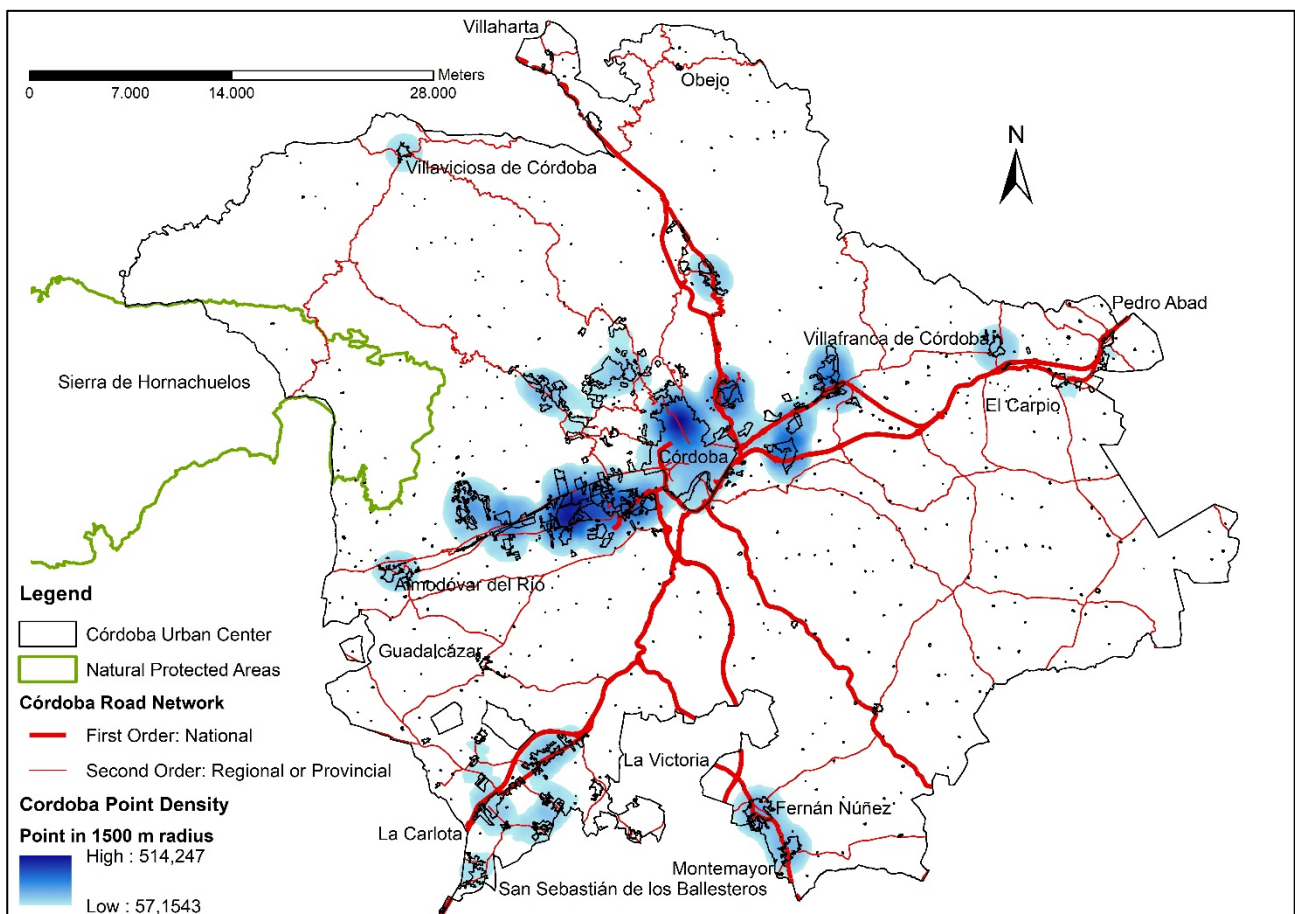 Villaharta
Obejo
Meters
0 7.000 14.000 28.000
N
Villaviciosa de Córdoba
Pedro Abad
Villafranca de Córdoba
Sierra de Hornachuelos
El Carpio
Córdoba
Almodóvar del Río
Legend
Córdoba Urban Center
Guadalcázar
Natural Protected Areas
Córdoba Road Network
First Order: National
Second Order: Regional or Provincial
La Victoria
Cordoba Point Density
Fernán Núñez
Point in 1500 m radius
La Carlota
High : 514,247
Montemayor
San Sebastián de los Ballesteros
Low : 57,1543